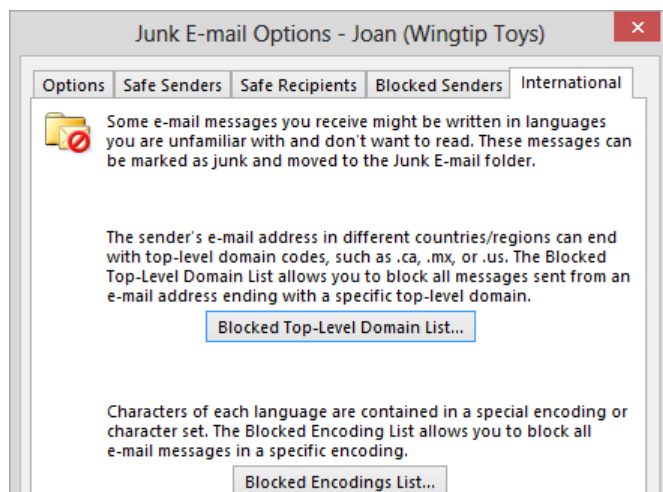 Junk E-mail Options - Joan (Wingtip Toys)
Options Safe Senders Safe Recipients Blocked Senders International
Some e-mail messages you receive might be written in languages
you are unfamiliar with and don't want to read. These messages can
be marked as junk and moved to the Junk E-mail folder.
The sender's e-mail address in different countries/regions can end
with top-level domain codes, such as .ca, .mx, or .us. The Blocked
Top-Level Domain List allows you to block all messages sent from an
e-mail address ending with a specific top-level domain.
Blocked Top-Level Domain List...
Characters of each language are contained in a special encoding or
character set. The Blocked Encoding List allows you to block all
e-mail messages in a specific encoding.
Blocked Encodings List...